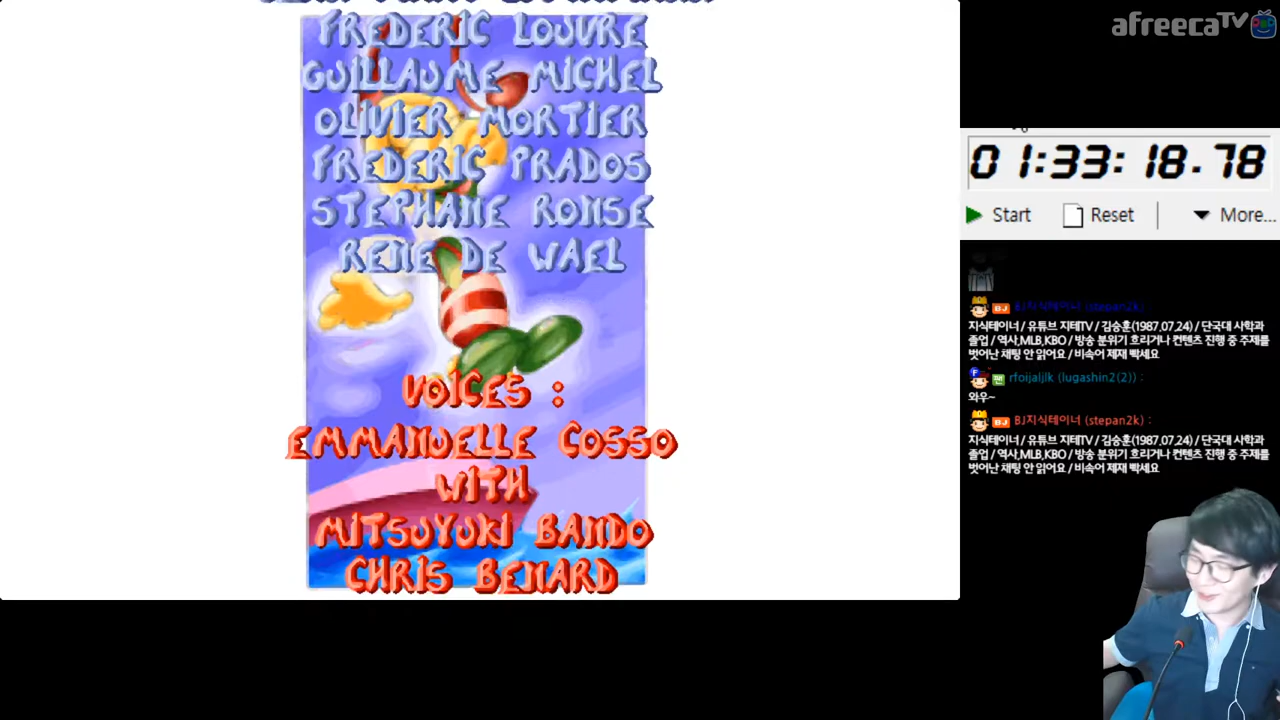 FREDERIC LOUVRE
GUILLAUME MICHEL
OLIVIER MORTIER
FREDERIC PRADOS
STEPHANE RONSE
RENE DE WAEL
VOICES :
EMMANUELLE COSSO
WITH
MITSUYUKI BANDO
CHRIS BENARD
afreecaTV
01:33:18.78
Start
Reset
More...
BJ지식테이너 (stepan2k) :
지식테이너 / 유튜브 지테TV / 김승훈(1987.07.24) / 단국대 사학과
졸업 / 역사,MLB,KBO / 방송 분위기 흐리거나 컨텐츠 진행 중 주제를
벗어난 채팅 안 읽어요 / 비속어 제재 빡세요
rfoijaljlk (lugashin2(2)) :
와우~
BJ지식테이너 (stepan2k) :
지식테이너 / 유튜브 지테TV / 김승훈(1987.07.24) / 단국대 사학과
졸업 / 역사,MLB,KBO / 방송 분위기 흐리거나 컨텐츠 진행 중 주제를
벗어난 채팅 안 읽어요 / 비속어 제재 빡세요